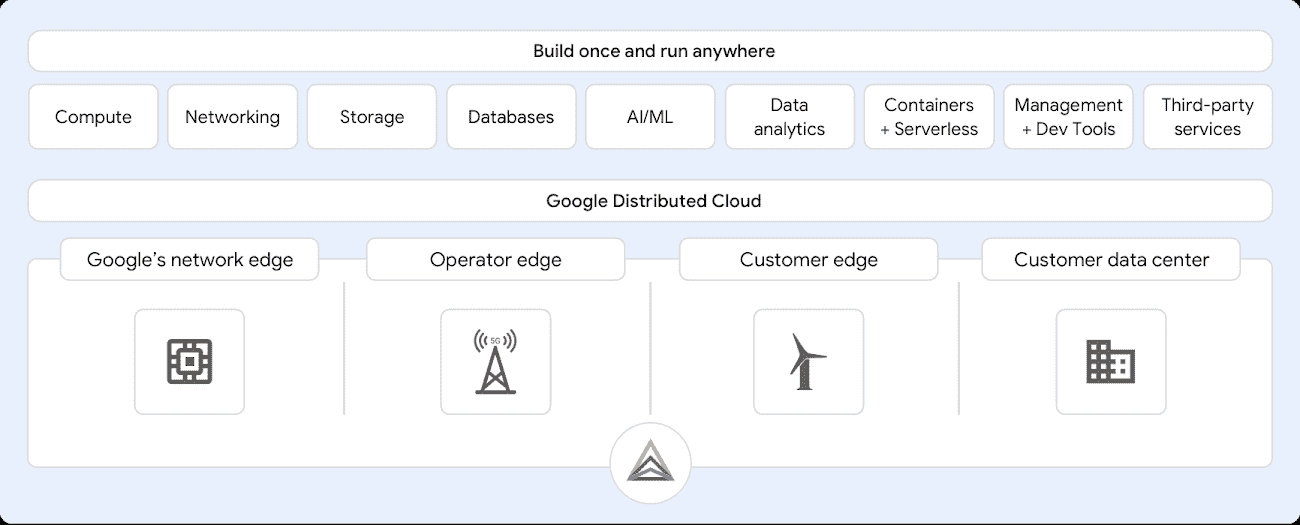 Build once and run anywhere
Compute
Networking
Storage
Databases
AI/ML
Data
analytics
Containers
+ Serverless
Management
+ Dev Tools
Third-party
services
Google Distributed Cloud
Google’s network edge
Operator edge
Customer edge
Customer data center
5G